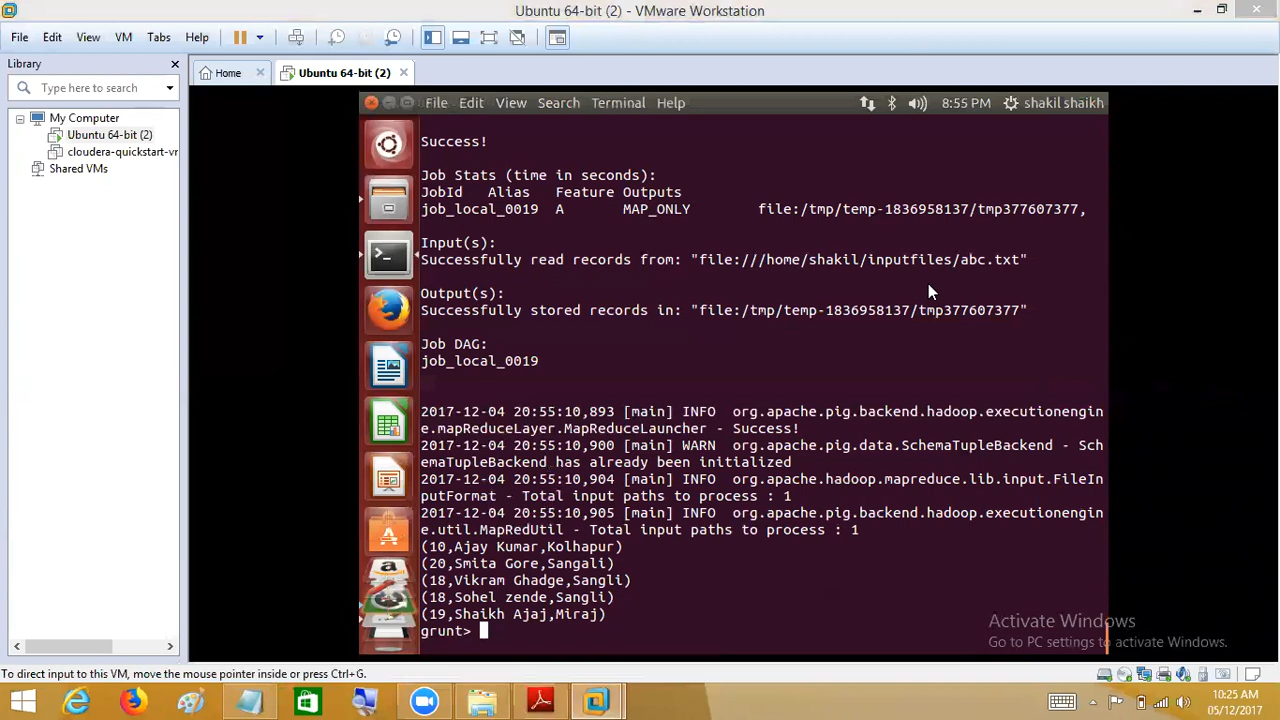 Ubuntu 64-bit (2) - VMware Workstation
File Edit View VM Tabs Help
Library
Type here to search
My Computer
Ubuntu 64-bit (2)
cloudera-quickstart-vr
Shared VMs
Home
Ubuntu 64-bit (2)
File Edit View Search Terminal Help
8:55 PM
shakil shaikh
Success!
Job Stats (time in seconds):
JobId Alias Feature Outputs
job_local_0019 A MAP_ONLY file:/tmp/temp-1836958137/tmp377607377,
Input(s):
Successfully read records from: "file:///home/shakil/inputfiles/abc.txt"
Output(s):
Successfully stored records in: "file:/tmp/temp-1836958137/tmp377607377"
Job DAG:
job_local_0019
2017-12-04 20:55:10,893 [main] INFO org.apache.pig.backend.hadoop.executionengin
e.mapReduceLayer.MapReduceLauncher - Success!
2017-12-04 20:55:10,900 [main] WARN org.apache.pig.data.SchemaTupleBackend - Sch
emaTupleBackend has already been initialized
2017-12-04 20:55:10,904 [main] INFO org.apache.hadoop.mapreduce.lib.input.FileIn
putFormat - Total input paths to process : 1
2017-12-04 20:55:10,905 [main] INFO org.apache.pig.backend.hadoop.executionengin
e.util.MapRedUtil - Total input paths to process : 1
(10,Ajay Kumar,Kolhapur)
(20,Smita Gore,Sangali)
(18,Vikram Ghadge,Sangli)
(18,Sohel zende,Sangli)
(19,Shaikh Ajaj,Miraj)
grunt>
Activate Windows
Go to PC settings to activate Windows.
To direct input to this VM, move the mouse pointer inside or press Ctrl+G.
10:25 AM
05/12/2017